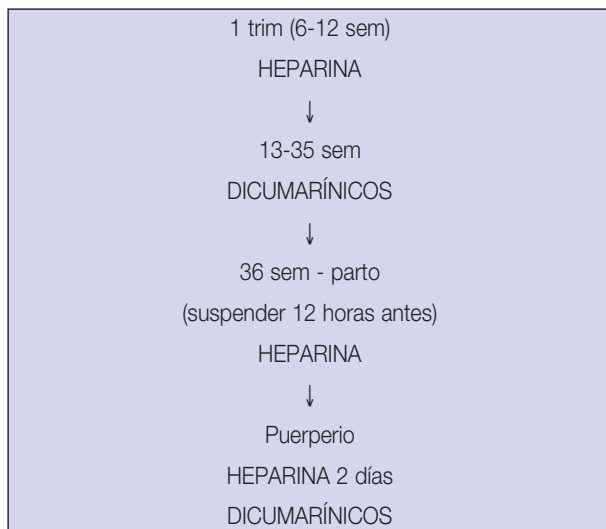 1 trim (6-12 sem)
HEPARINA
↓
13-35 sem
DICUMARÍNICOS
↓
36 sem - parto
(suspender 12 horas antes)
HEPARINA
↓
Puerperio
HEPARINA 2 días
DICUMARÍNICOS